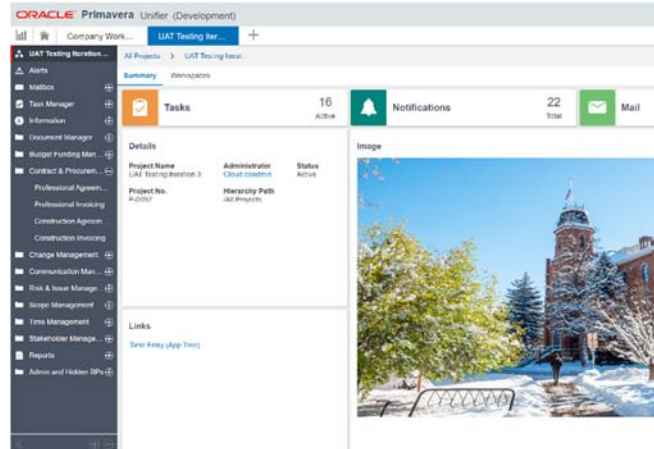 ORACLE Primavera Unifier (Development)
Company Work... UAT Testing Iter...
UAT Testing Iteration...
Alerts
Mailbox
Task Manager
Information
Document Manager
Budget Funding Man...
Contract & Procurem...
Professional Agreem...
Professional Invoicing
Construction Agreem...
Construction Invoicing
Change Management
Communication Man...
Risk & Issue Manage...
Scope Management
Time Management
Stakeholder Manage...
Reports
Admin and Hidden BPs
All Projects > UAT Testing Iterat...
Summary Workspaces
Tasks 16 Active
Notifications 22 Total
Mail
Details
Project Name Administrator Status
UAT Testing Iteration 3 Cloud coadmin Active
Project No. Hierarchy Path
/All Projects
Image
Links
Time Entry (App Tree)